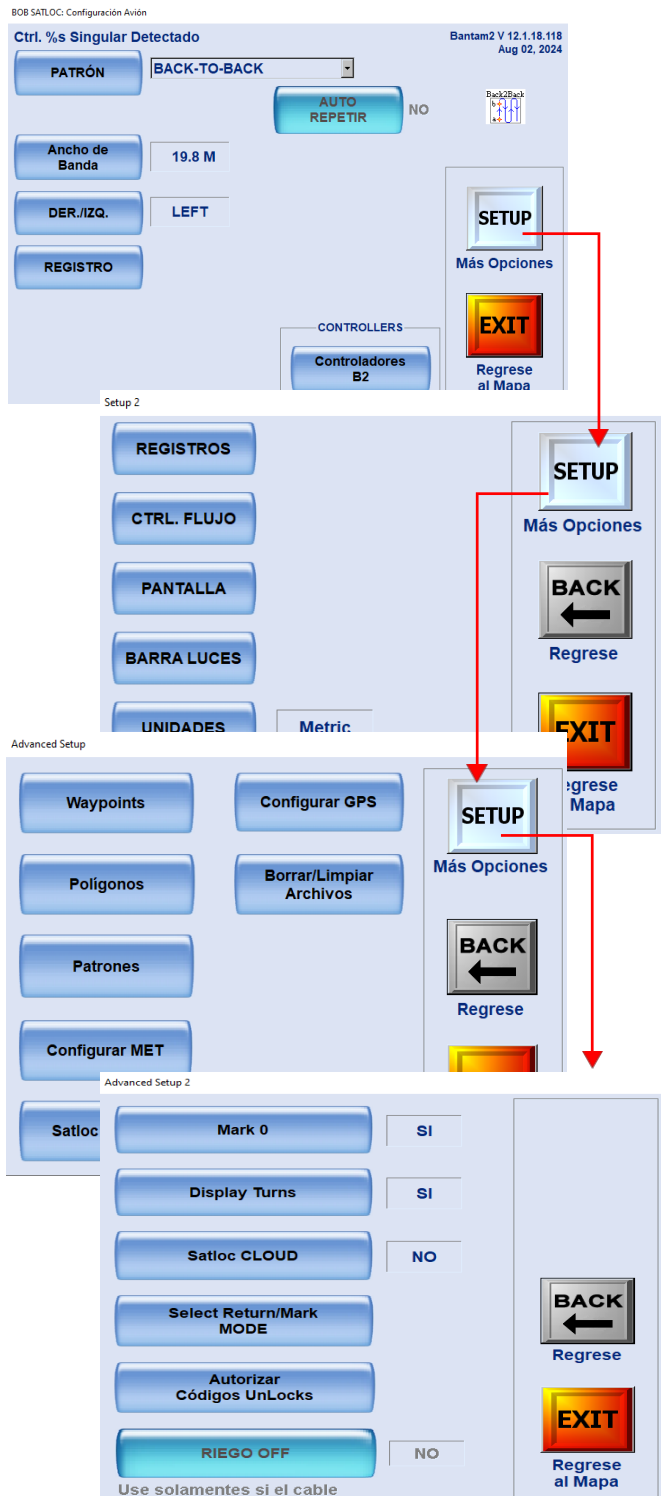 BOB SATLOC: Configuración Avión
Ctrl. %s Singular Detectado
Bantam2 V 12.1.18.118
Aug 02, 2024
PATRÓN
BACK-TO-BACK
AUTO
REPETIR
NO
Back2Back
b
a
Ancho de
Banda
19.8 M
DER./IZQ.
LEFT
REGISTRO
SETUP
Más Opciones
EXIT
Regrese
al Mapa
CONTROLLERS
Controladores
B2
Setup 2
REGISTROS
CTRL. FLUJO
PANTALLA
BARRA LUCES
UNIDADES
Metric
SETUP
Más Opciones
BACK
Regrese
EXIT
egrese
Mapa
Advanced Setup
Waypoints
Configurar GPS
Polígonos
Borrar/Limpiar
Archivos
Patrones
Configurar MET
Satloc
SETUP
Más Opciones
BACK
Regrese
Advanced Setup 2
Mark 0
SI
Display Turns
SI
Satloc CLOUD
NO
Select Return/Mark
MODE
Autorizar
Códigos UnLocks
RIEGO OFF
NO
Use solamentes si el cable
BACK
Regrese
EXIT
Regrese
al Mapa